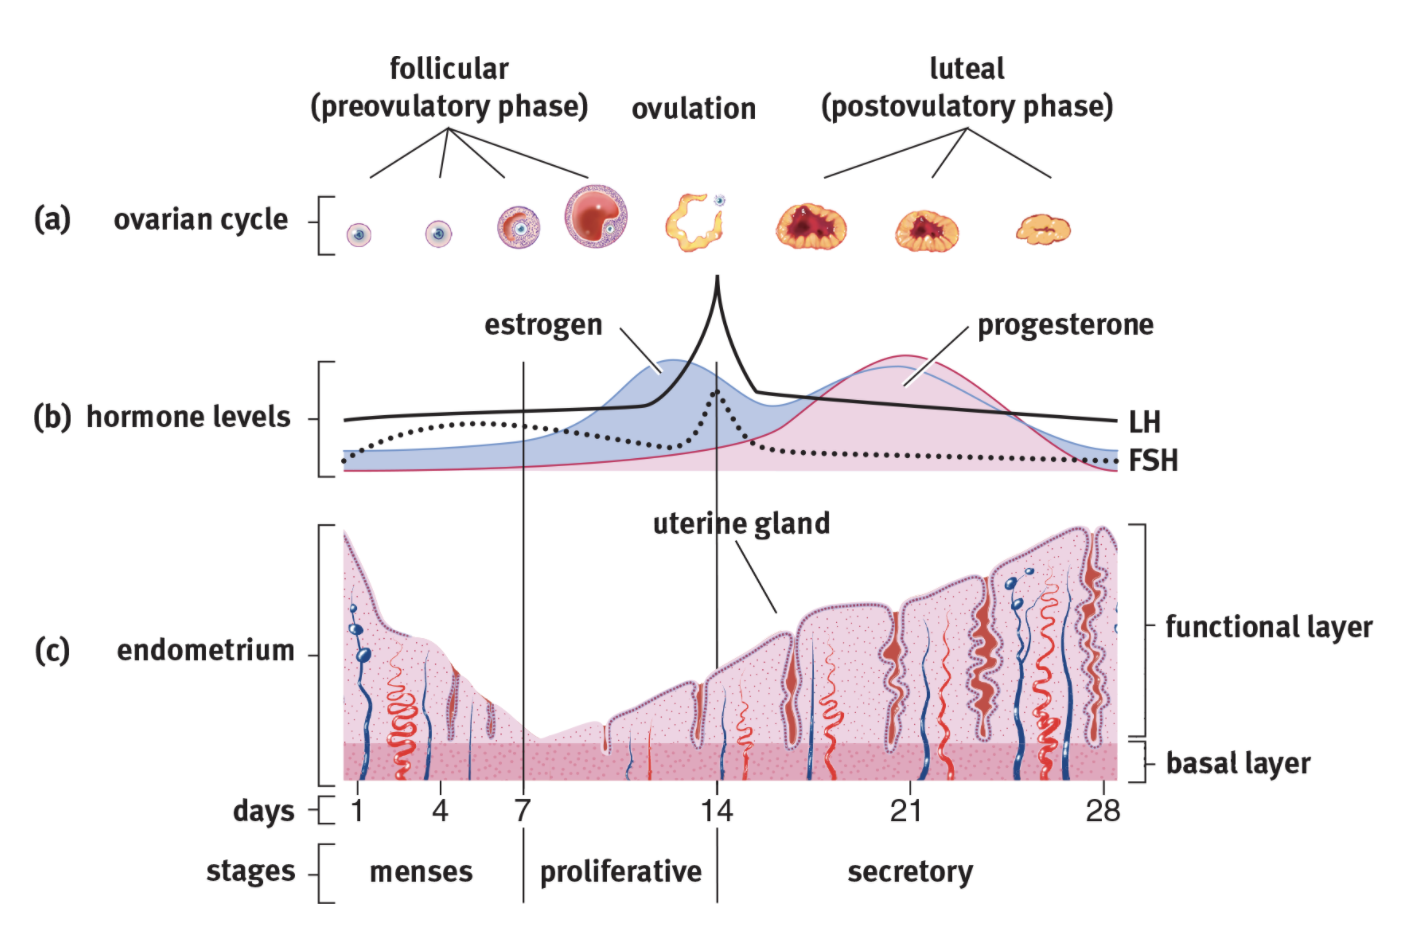 follicular
(preovulatory phase)
ovulation
luteal
(postovulatory phase)
(a) ovarian cycle
estrogen
progesterone
(b) hormone levels
LH
FSH
uterine gland
(c) endometrium
functional layer
basal layer
days 1 4 7 14 21 28
stages menses proliferative secretory